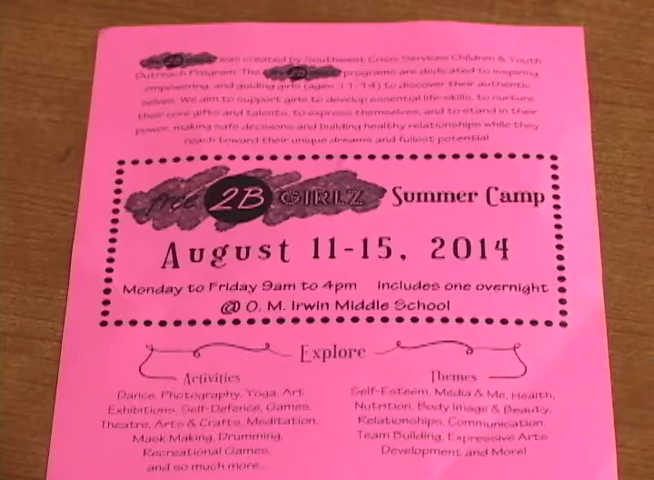 2B was created by Southwest Crisis Services Children & Youth
Outreach Program. The 2B programs are dedicated to inspiring,
empowering, and guiding girls (ages 11-14) to discover their authentic
selves. We aim to support girls to develop essential life-skills, to nurture
their core gifts and talents, to express themselves, and to stand in their
power, making safe decisions and building healthy relationships while they
reach toward their unique dreams and fullest potential
free 2B GIRLZ Summer Camp
August 11-15, 2014
Monday to Friday 9am to 4pm includes one overnight
@ O. M. Irwin Middle School
Explore
Activities
Dance, Photography, Yoga, Art
Exhibitions, Self-Defence, Games,
Theatre, Arts & Crafts, Meditation,
Mask Making, Drumming,
Recreational Games,
and so much more...
Themes
Self-Esteem, Media & Me, Health,
Nutrition, Body Image & Beauty,
Relationships, Communication,
Team Building, Expressive Arts
Development and More!